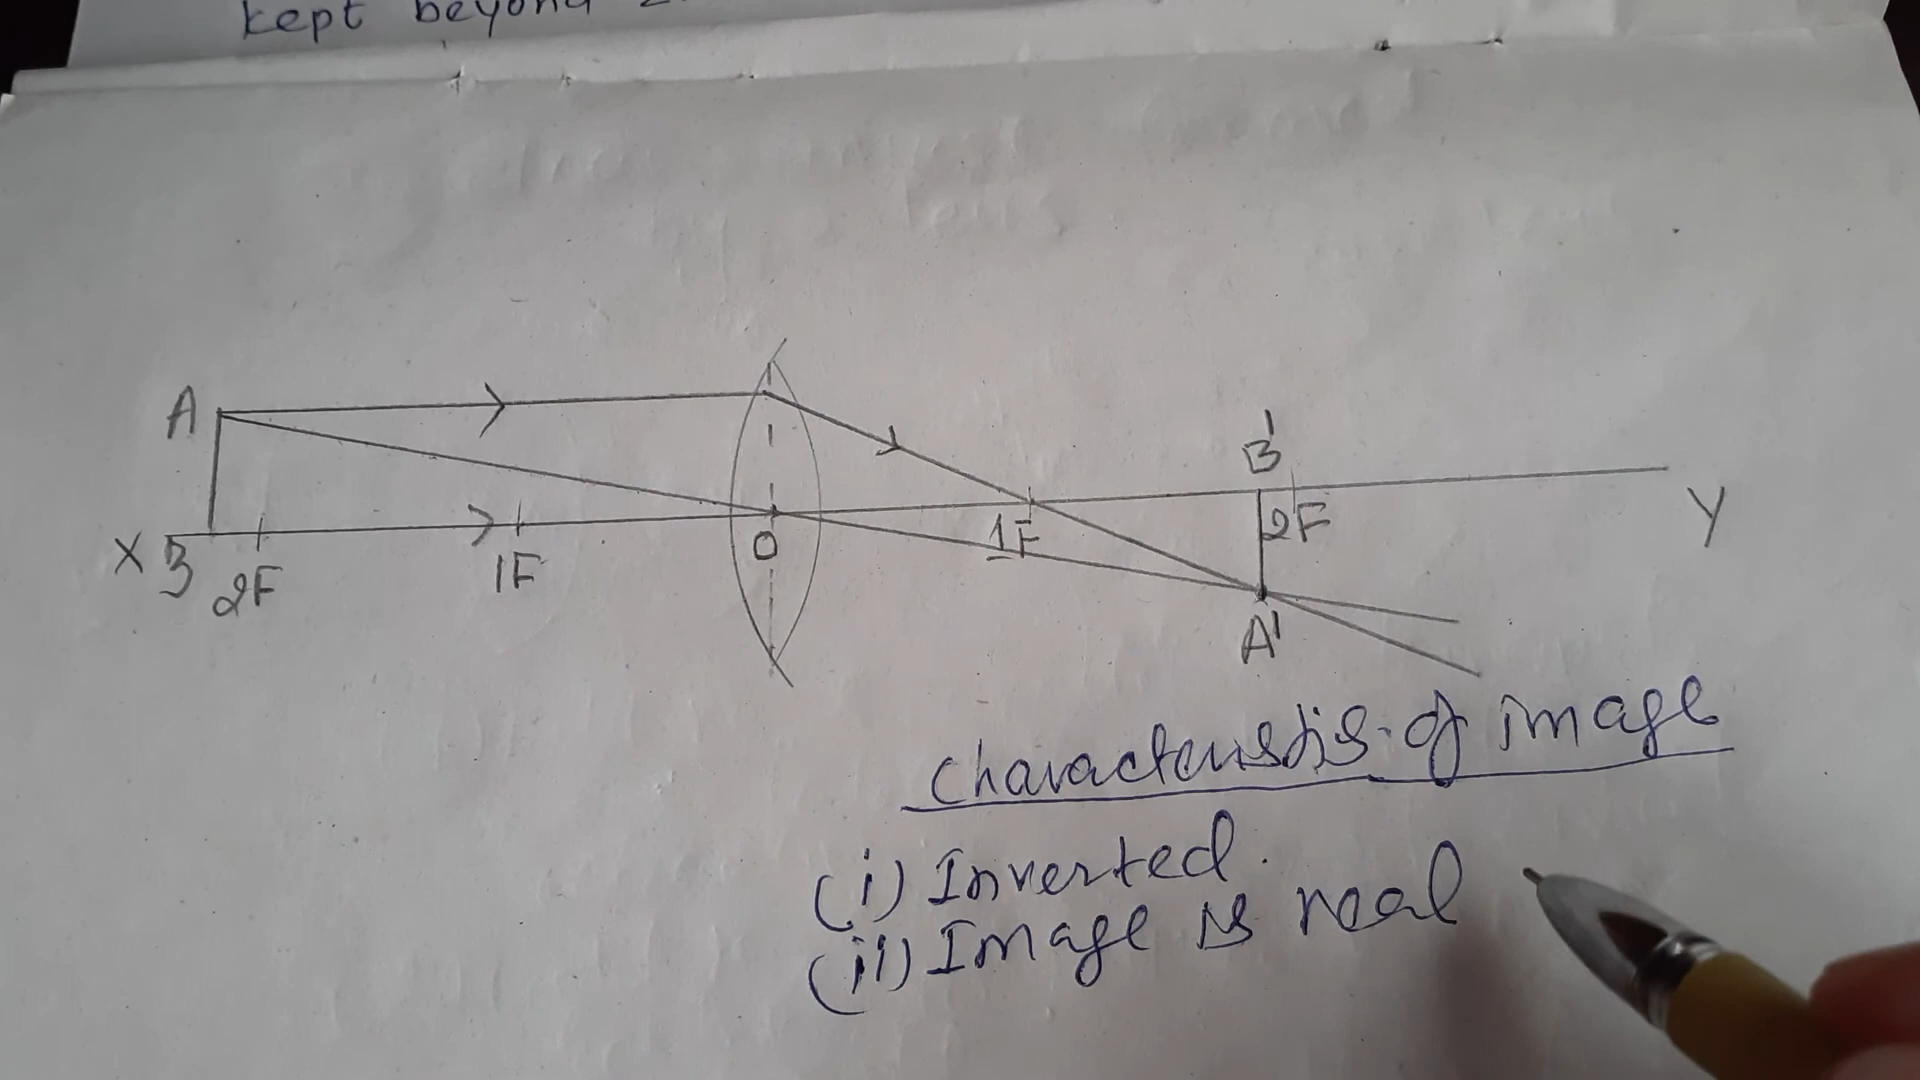 kept beyond
A
B'
X B 2F 1F O 1F 2F Y
A'
Characteristis of image
(i) Inverted.
(ii) Image is real